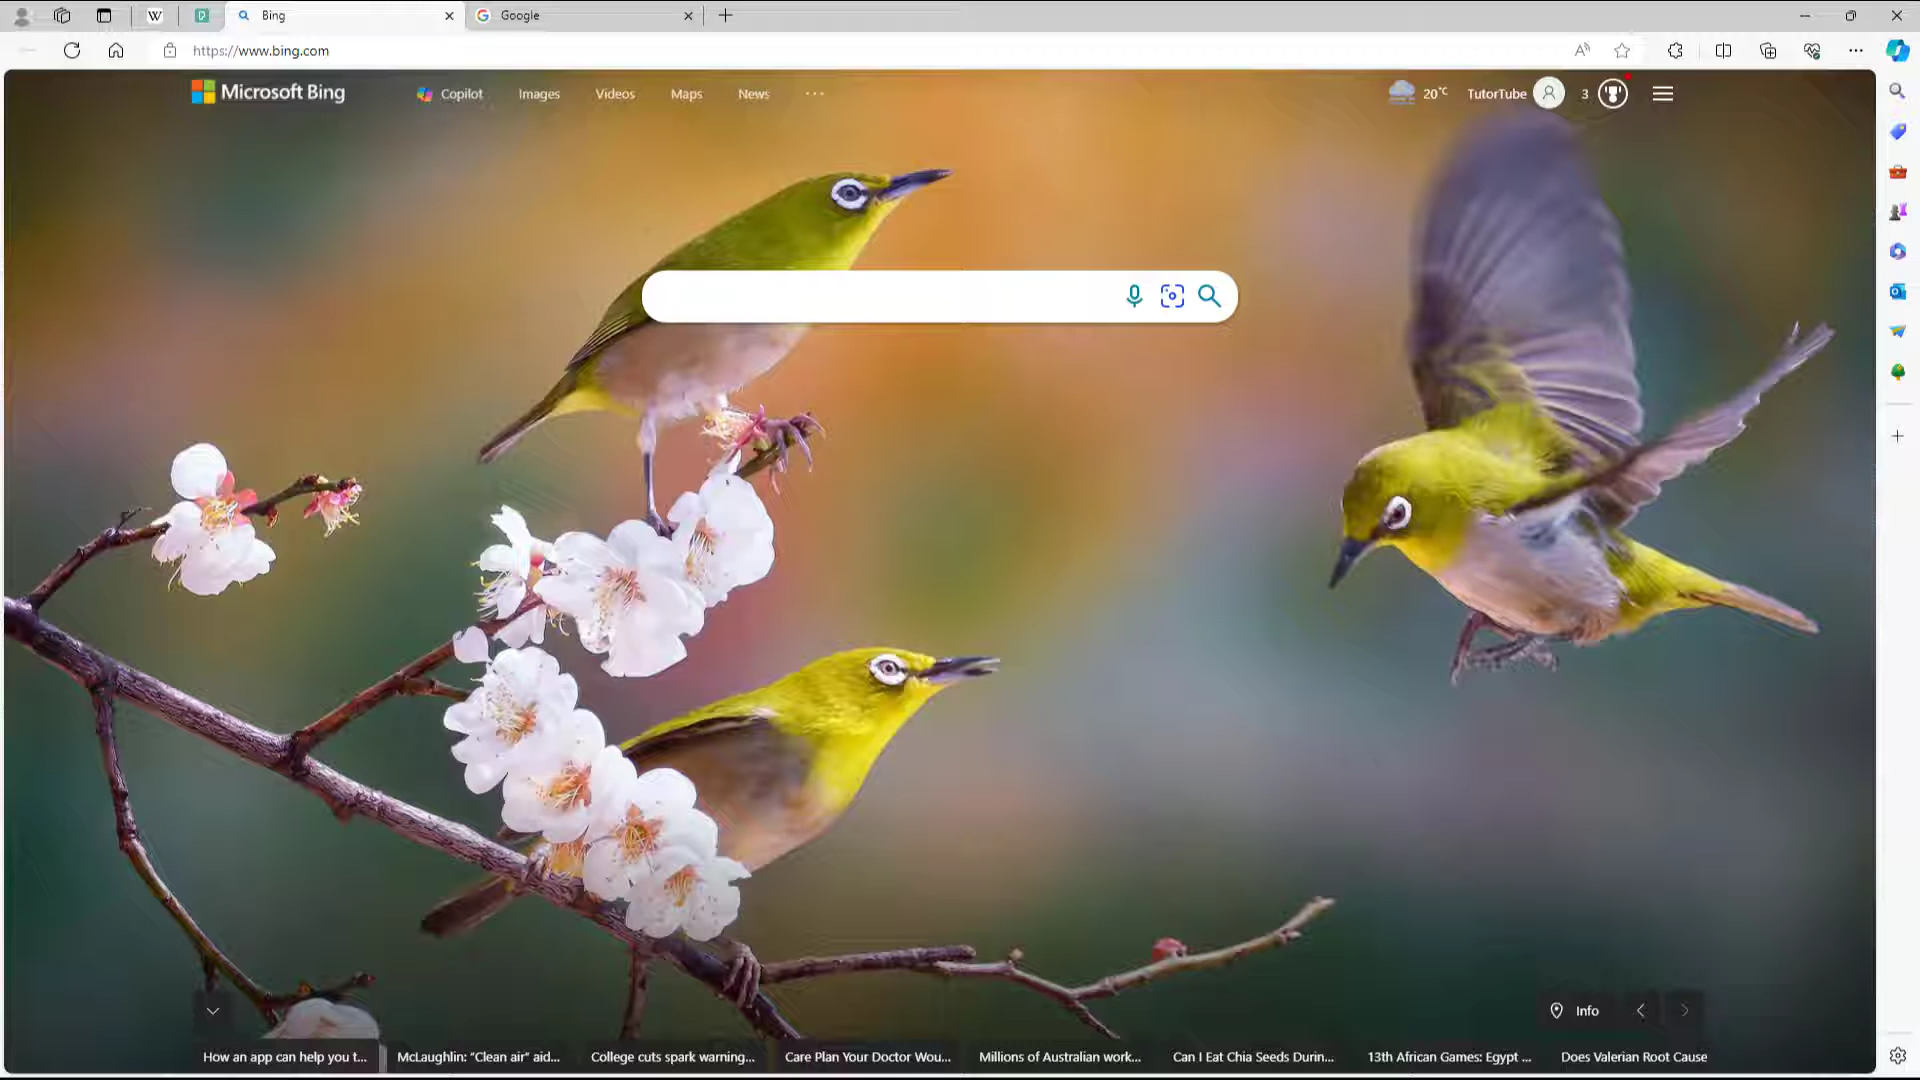 Bing
Google
https://www.bing.com
Microsoft Bing
Copilot
Images
Videos
Maps
News
20°C
TutorTube
3
Info
How an app can help you t...
McLaughlin: “Clean air” aid...
College cuts spark warning...
Care Plan Your Doctor Wou...
Millions of Australian work...
Can I Eat Chia Seeds Durin...
13th African Games: Egypt ...
Does Valerian Root Cause